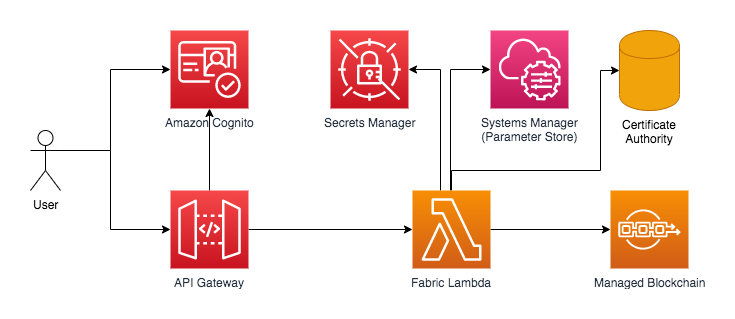 Amazon Cognito
Secrets Manager
Systems Manager
(Parameter Store)
Certificate
Authority
User
</>
API Gateway
Fabric Lambda
Managed Blockchain